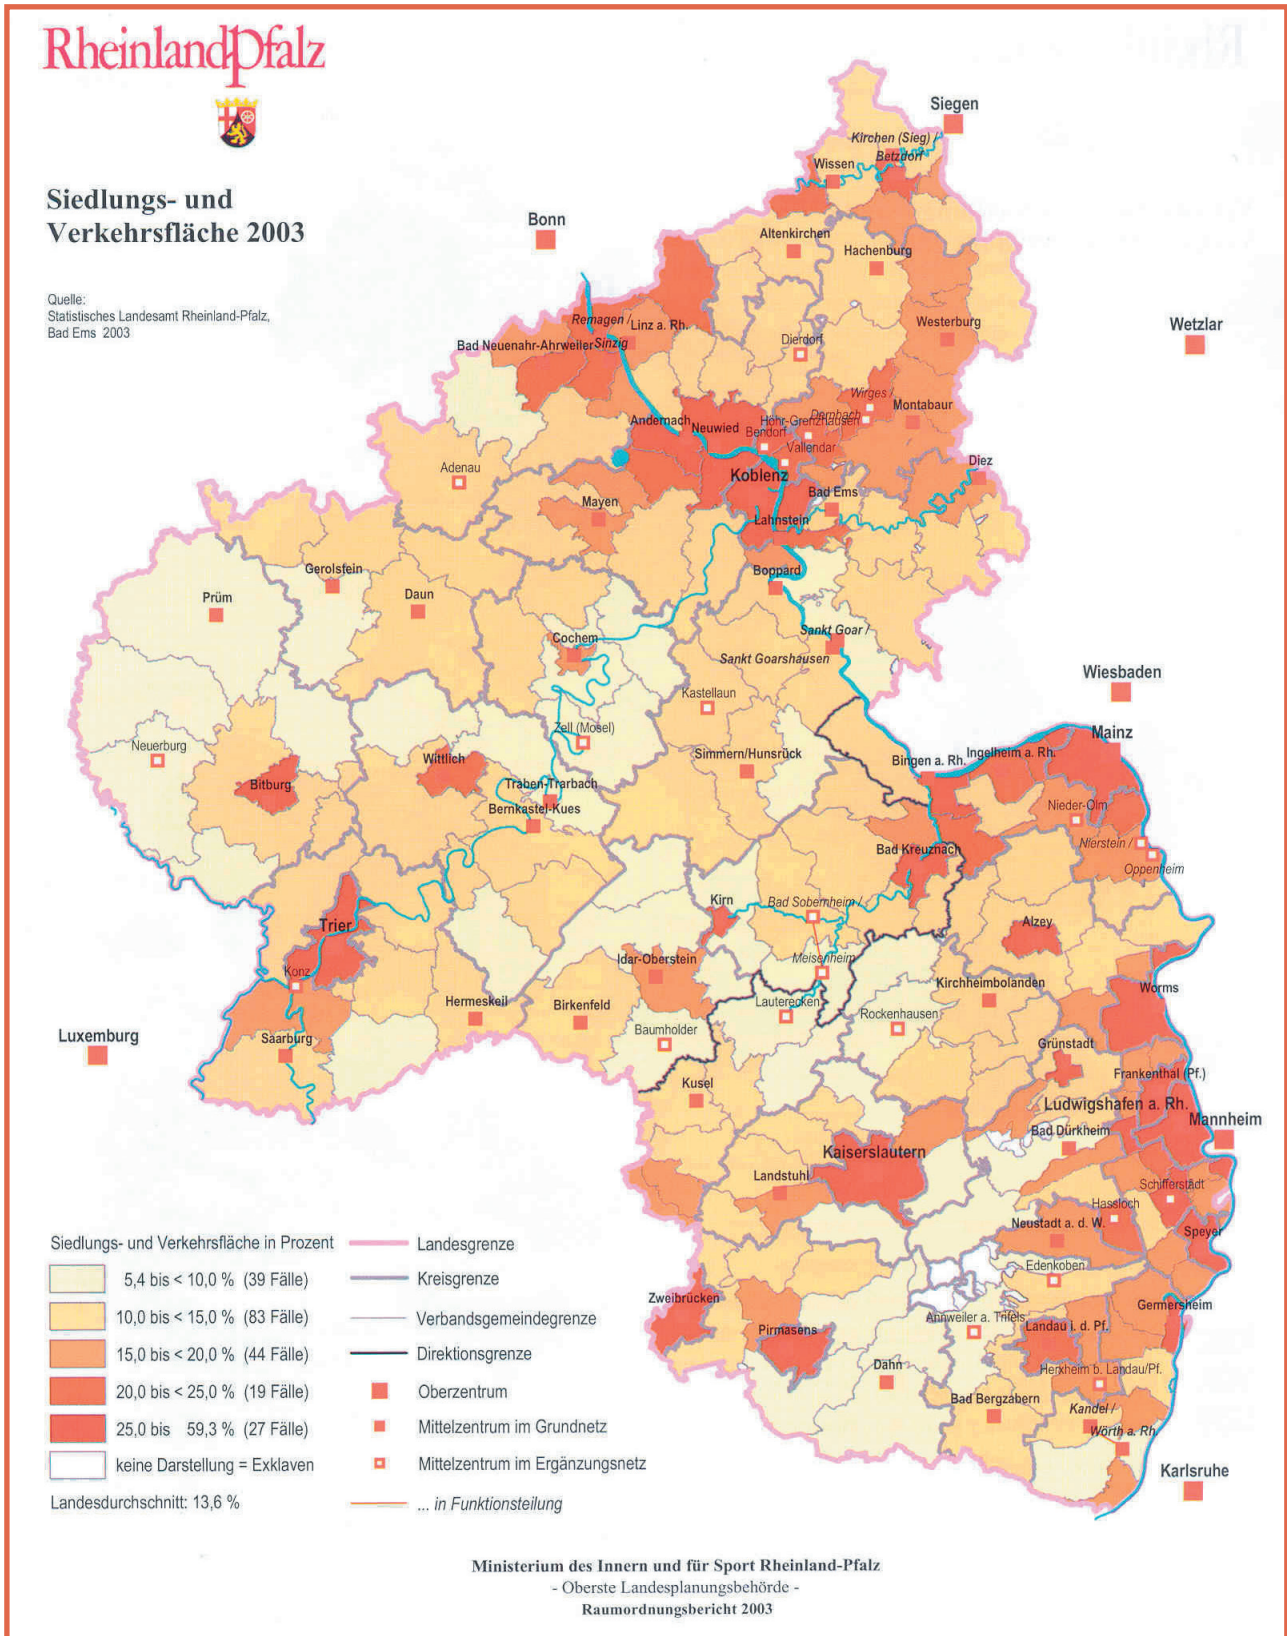 RheinlandPfalz
Siedlungs- und
Verkehrsfläche 2003
Quelle:
Statistisches Landesamt Rheinland-Pfalz,
Bad Ems 2003
Siegen
Kirchen (Sieg) /
Betzdorf
Wissen
Bonn
Altenkirchen
Hachenburg
Remagen /
Linz a. Rh.
Westerburg
Wetzlar
Bad Neuenahr-Ahrweiler
Sinzig
Dierdorf
Wirges /
Dernbach
Montabaur
Andernach
Neuwied
Höhr-Grenzhausen
Bendorf
Vallendar
Diez
Adenau
Koblenz
Bad Ems
Mayen
Lahnstein
Gerolstein
Boppard
Prüm
Daun
Cochem
Sankt Goar /
Sankt Goarshausen
Wiesbaden
Kastellaun
Zell (Mosel)
Mainz
Neuerburg
Simmern/Hunsrück
Bingen a. Rh.
Ingelheim a. Rh.
Wittlich
Bitburg
Traben-Trarbach
Bernkastel-Kues
Nieder-Olm
Bad Kreuznach
Nierstein /
Oppenheim
Kirn
Bad Sobernheim /
Trier
Alzey
Idar-Oberstein
Meisenheim
Konz
Kirchheimbolanden
Worms
Hermeskeil
Birkenfeld
Lauterecken
Rockenhausen
Luxemburg
Saarburg
Baumholder
Grünstadt
Kusel
Frankenthal (Pf.)
Ludwigshafen a. Rh.
Mannheim
Bad Dürkheim
Kaiserslautern
Landstuhl
Schifferstadt
Hassloch
Neustadt a. d. W.
Speyer
Edenkoben
Zweibrücken
Germersheim
Annweiler a. Trifels
Pirmasens
Landau i. d. Pf.
Dahn
Herxheim b. Landau/Pf.
Bad Bergzabern
Kandel /
Wörth a. Rh.
Karlsruhe
Siedlungs- und Verkehrsfläche in Prozent
5,4 bis < 10,0 % (39 Fälle)
10,0 bis < 15,0 % (83 Fälle)
15,0 bis < 20,0 % (44 Fälle)
20,0 bis < 25,0 % (19 Fälle)
25,0 bis 59,3 % (27 Fälle)
keine Darstellung = Exklaven
Landesdurchschnitt: 13,6 %
Landesgrenze
Kreisgrenze
Verbandsgemeindegrenze
Direktionsgrenze
Oberzentrum
Mittelzentrum im Grundnetz
Mittelzentrum im Ergänzungsnetz
... in Funktionsteilung
Ministerium des Innern und für Sport Rheinland-Pfalz
- Oberste Landesplanungsbehörde -
Raumordnungsbericht 2003